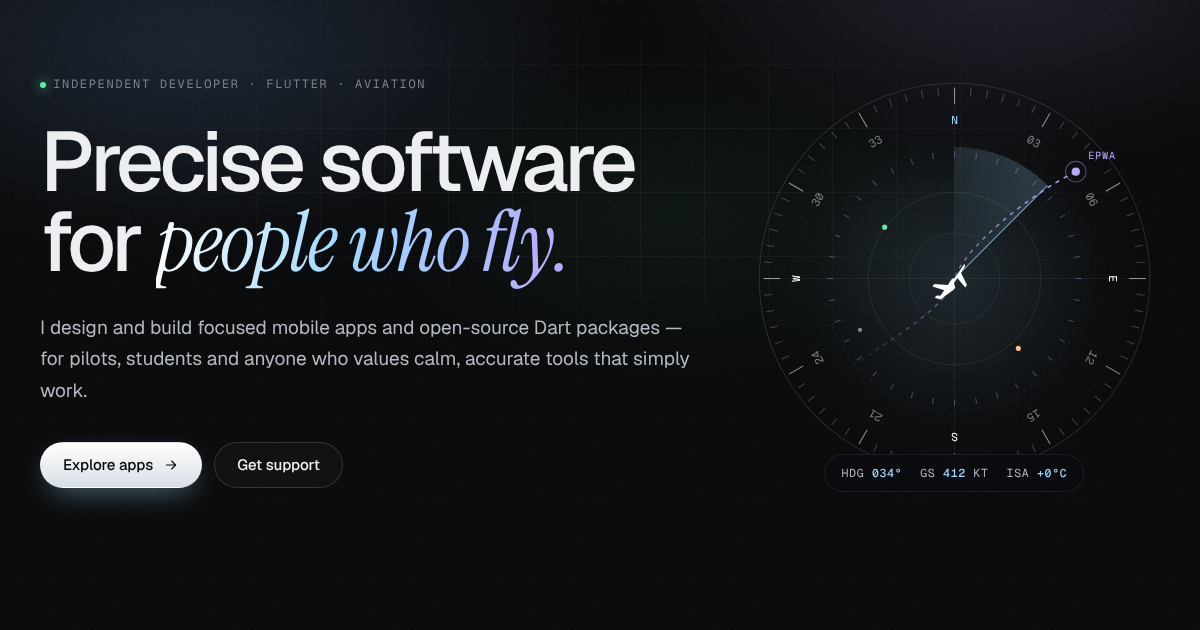 INDEPENDENT DEVELOPER · FLUTTER · AVIATION
Precise software
for people who fly.
I design and build focused mobile apps and open-source Dart packages —
for pilots, students and anyone who values calm, accurate tools that simply
work.
Explore apps →
Get support
N
03
EPWA
06
E
12
15
S
21
24
W
30
33
HDG 034° GS 412 KT ISA +0°C